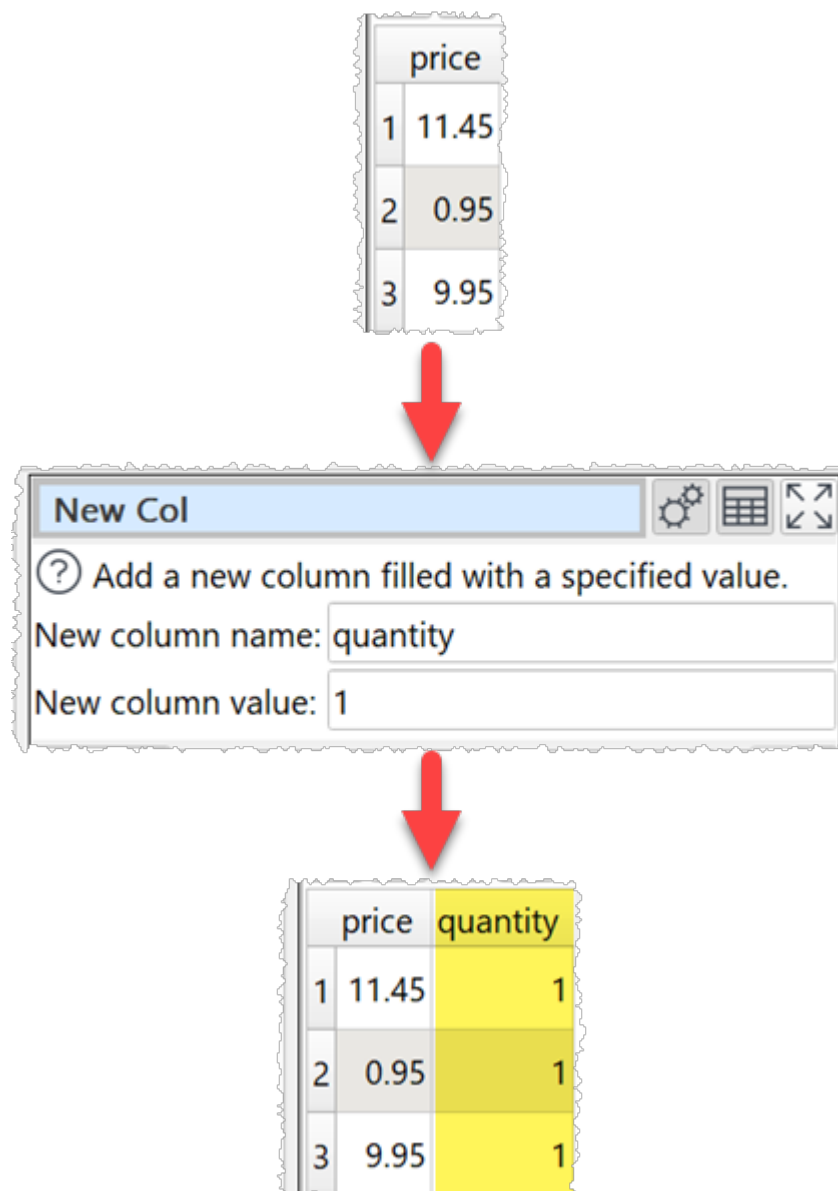 price
1 11.45
2 0.95
3 9.95
New Col
? Add a new column filled with a specified value.
New column name: quantity
New column value: 1
price quantity
1 11.45 1
2 0.95 1
3 9.95 1